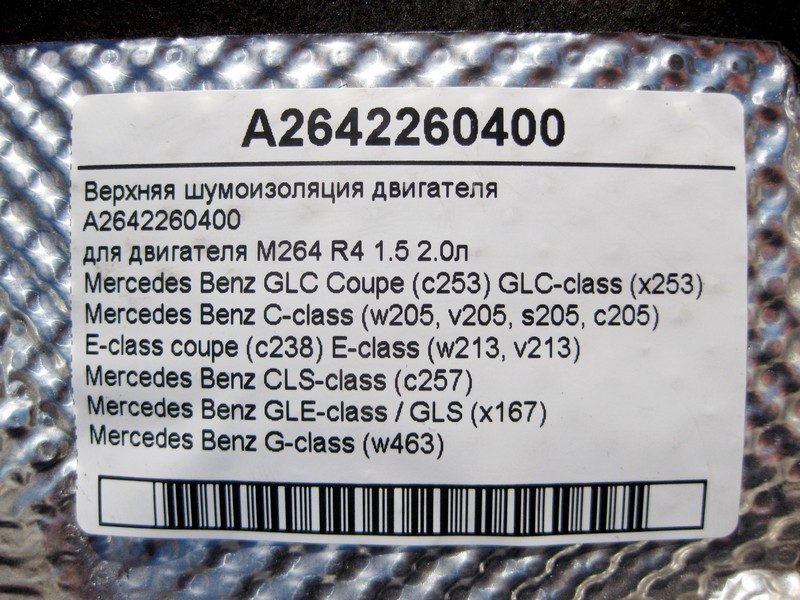 A2642260400
Верхняя шумоизоляция двигателя
A2642260400
для двигателя M264 R4 1.5 2.0л
Mercedes Benz GLC Coupe (c253) GLC-class (x253)
Mercedes Benz C-class (w205, v205, s205, c205)
E-class coupe (c238) E-class (w213, v213)
Mercedes Benz CLS-class (c257)
Mercedes Benz GLE-class / GLS (x167)
Mercedes Benz G-class (w463)